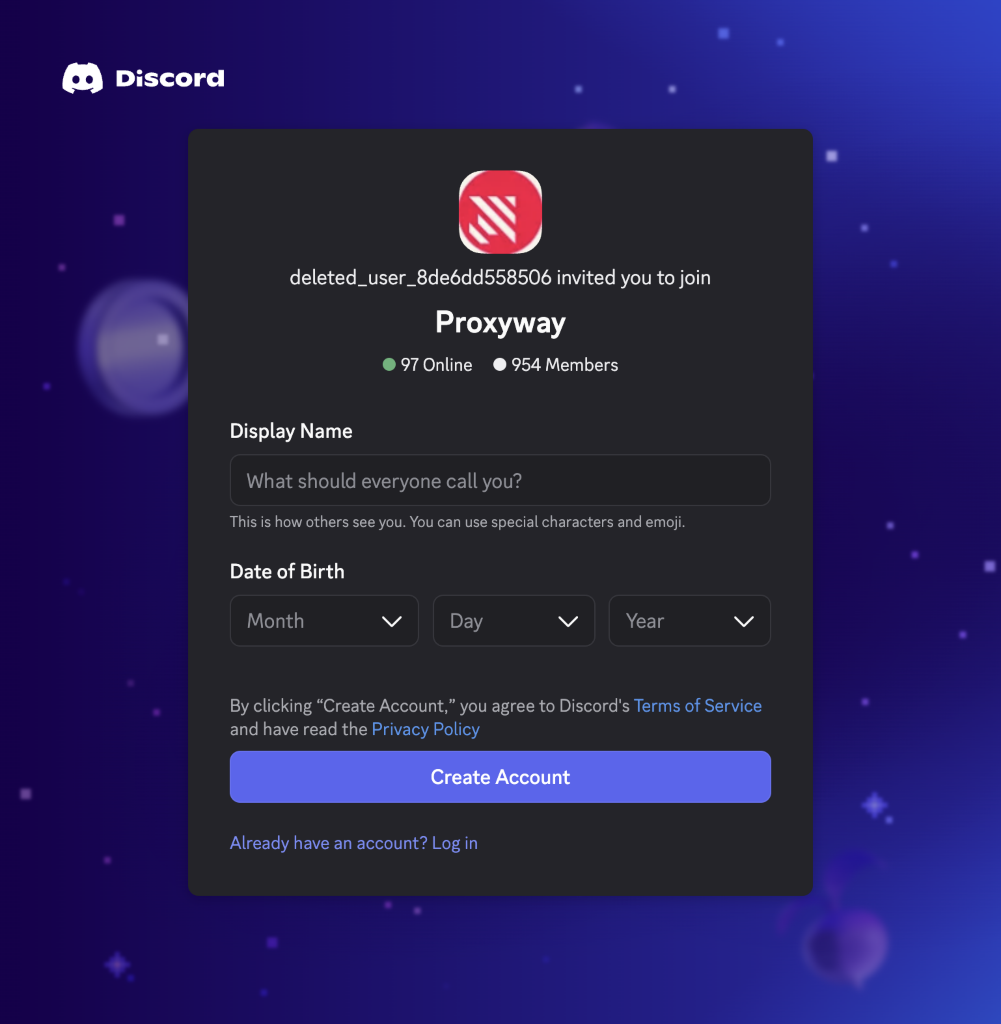 Discord
deleted_user_8de6dd558506 invited you to join
Proxyway
97 Online 954 Members
Display Name
What should everyone call you?
This is how others see you. You can use special characters and emoji.
Date of Birth
Month Day Year
By clicking “Create Account,” you agree to Discord's Terms of Service
and have read the Privacy Policy
Create Account
Already have an account? Log in